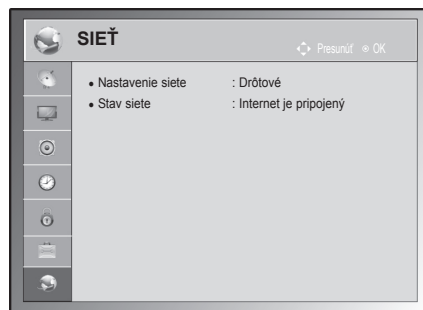 SIEŤ
Presunúť OK
Nastavenie siete : Drôtové
Stav siete : Internet je pripojený